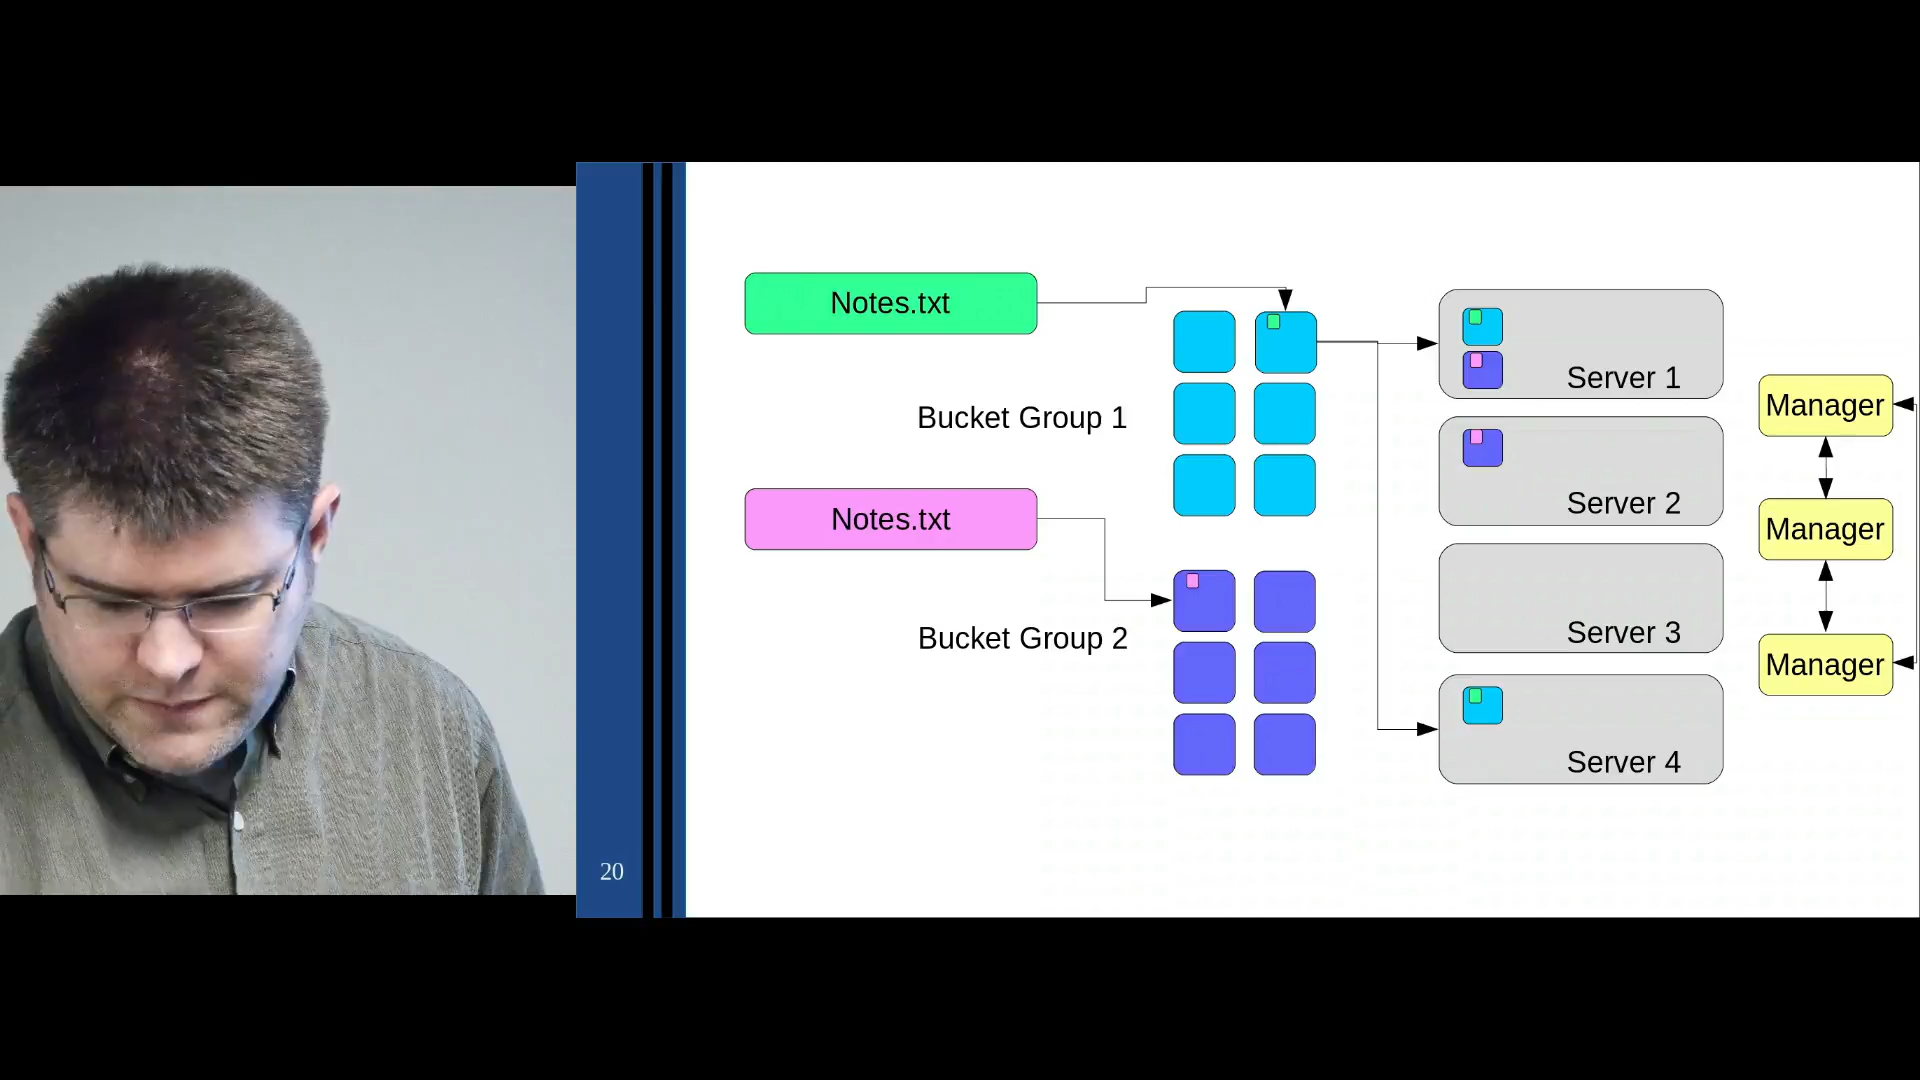 Notes.txt
Bucket Group 1
Notes.txt
Bucket Group 2
Server 1
Server 2
Server 3
Server 4
Manager
Manager
Manager
20